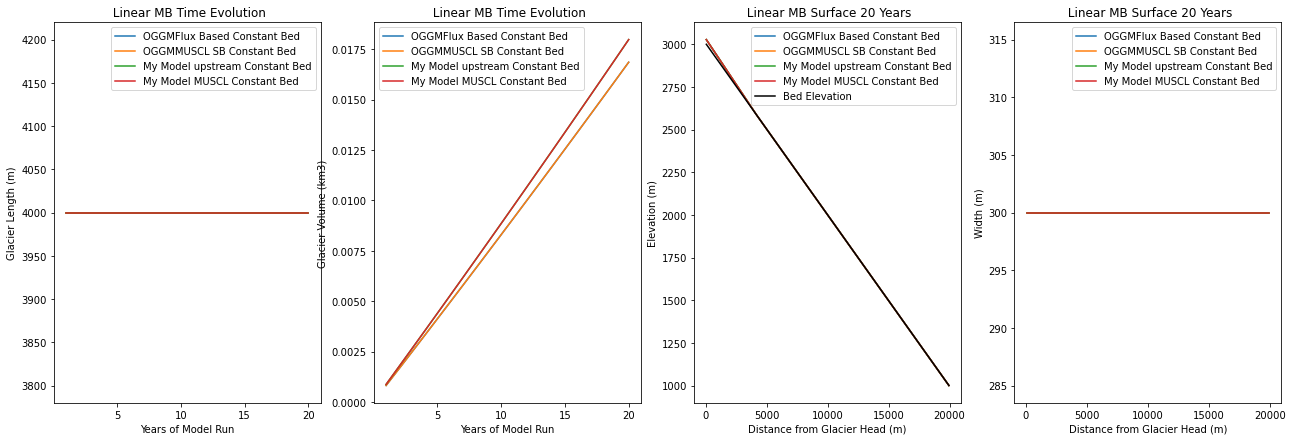 Linear MB Time Evolution
OGGMFlux Based Constant Bed
OGGMMUSCL SB Constant Bed
My Model upstream Constant Bed
My Model MUSCL Constant Bed
4200
4150
4100
4050
4000
3950
3900
3850
3800
Glacier Length (m)
5
10
15
20
Years of Model Run
Linear MB Time Evolution
OGGMFlux Based Constant Bed
OGGMMUSCL SB Constant Bed
My Model upstream Constant Bed
My Model MUSCL Constant Bed
0.0175
0.0150
0.0125
0.0100
0.0075
0.0050
0.0025
0.0000
Glacier Volume (km3)
5
10
15
20
Years of Model Run
Linear MB Surface 20 Years
OGGMFlux Based Constant Bed
OGGMMUSCL SB Constant Bed
My Model upstream Constant Bed
My Model MUSCL Constant Bed
Bed Elevation
3000
2750
2500
2250
2000
1750
1500
1250
1000
Elevation (m)
0
5000
10000
15000
20000
Distance from Glacier Head (m)
Linear MB Surface 20 Years
OGGMFlux Based Constant Bed
OGGMMUSCL SB Constant Bed
My Model upstream Constant Bed
My Model MUSCL Constant Bed
315
310
305
300
295
290
285
Width (m)
0
5000
10000
15000
20000
Distance from Glacier Head (m)